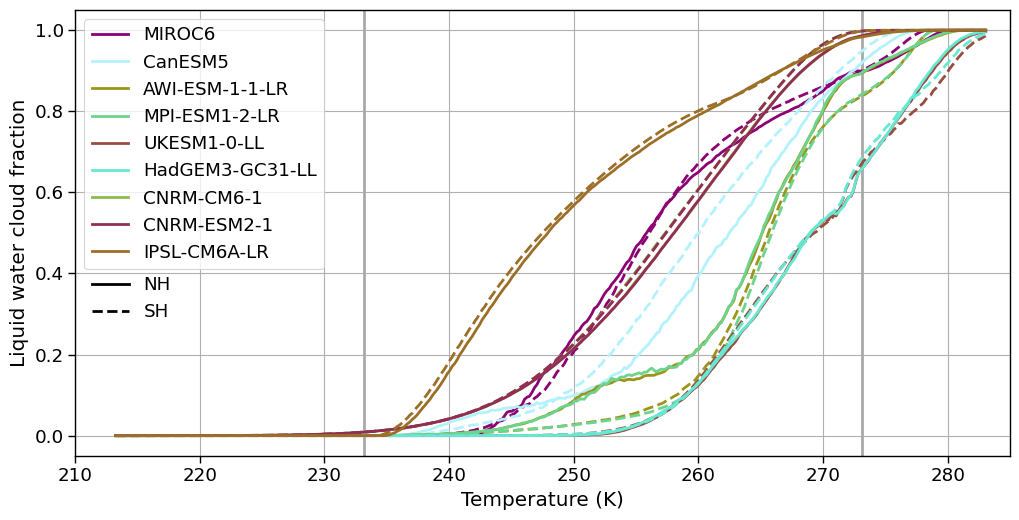 1.0
0.8
0.6
0.4
0.2
0.0
Liquid water cloud fraction
MIROC6
CanESM5
AWI-ESM-1-1-LR
MPI-ESM1-2-LR
UKESM1-0-LL
HadGEM3-GC31-LL
CNRM-CM6-1
CNRM-ESM2-1
IPSL-CM6A-LR
NH
SH
210 220 230 240 250 260 270 280
Temperature (K)